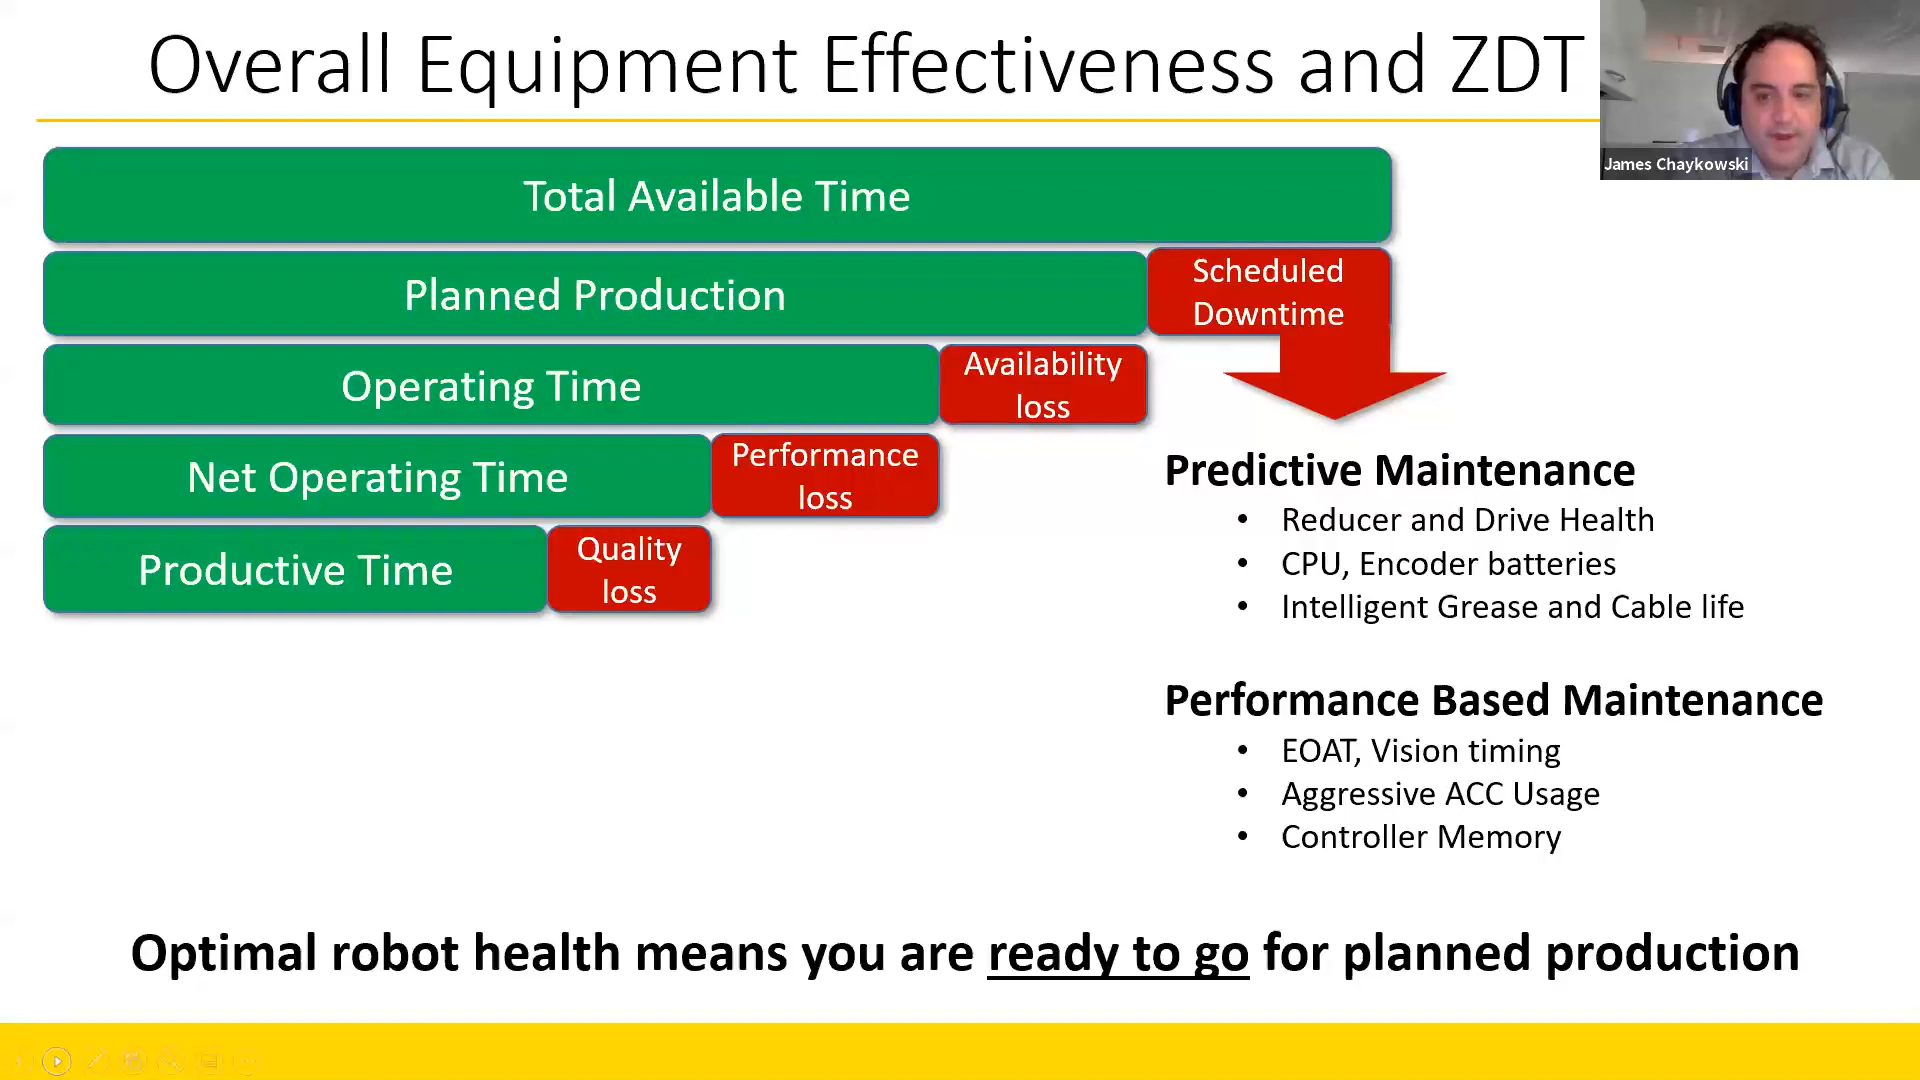 Overall Equipment Effectiveness and ZDT
James Chaykowski
Total Available Time
Planned Production
Scheduled
Downtime
Operating Time
Availability
loss
Net Operating Time
Performance
loss
Productive Time
Quality
loss
Predictive Maintenance
• Reducer and Drive Health
• CPU, Encoder batteries
• Intelligent Grease and Cable life
Performance Based Maintenance
• EOAT, Vision timing
• Aggressive ACC Usage
• Controller Memory
Optimal robot health means you are ready to go for planned production